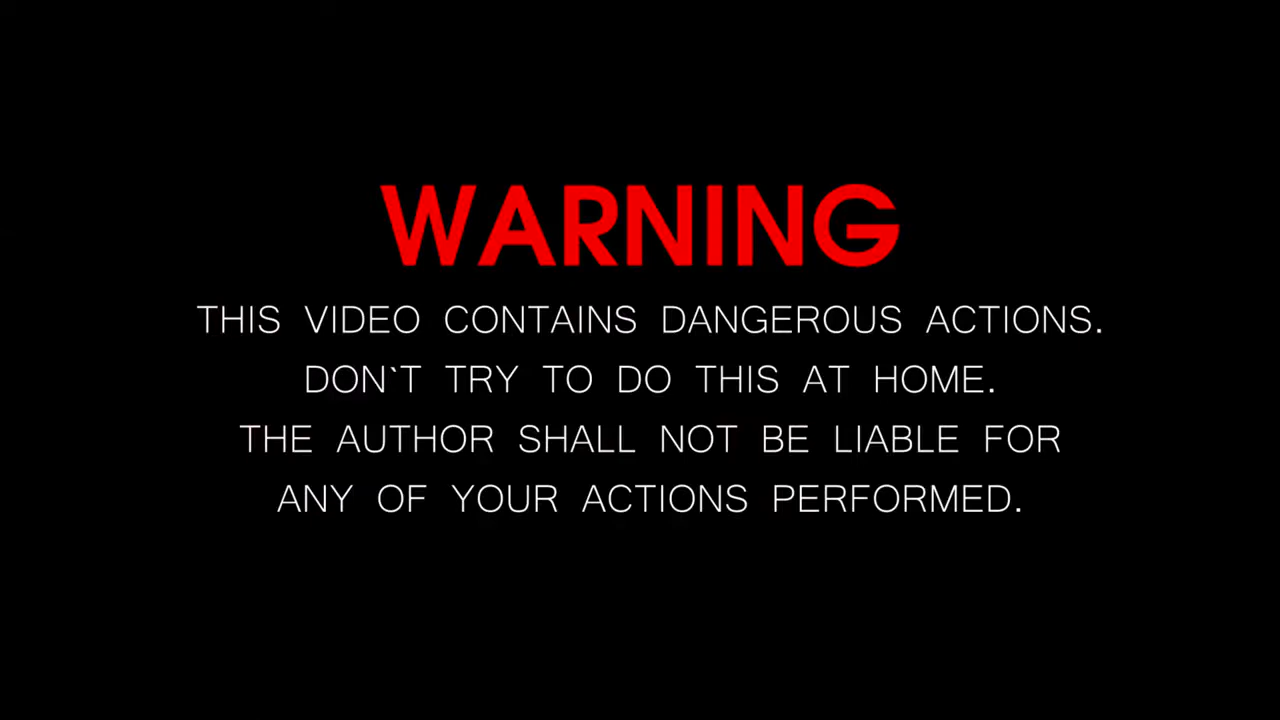 WARNING
THIS VIDEO CONTAINS DANGEROUS ACTIONS.
DON`T TRY TO DO THIS AT HOME.
THE AUTHOR SHALL NOT BE LIABLE FOR
ANY OF YOUR ACTIONS PERFORMED.